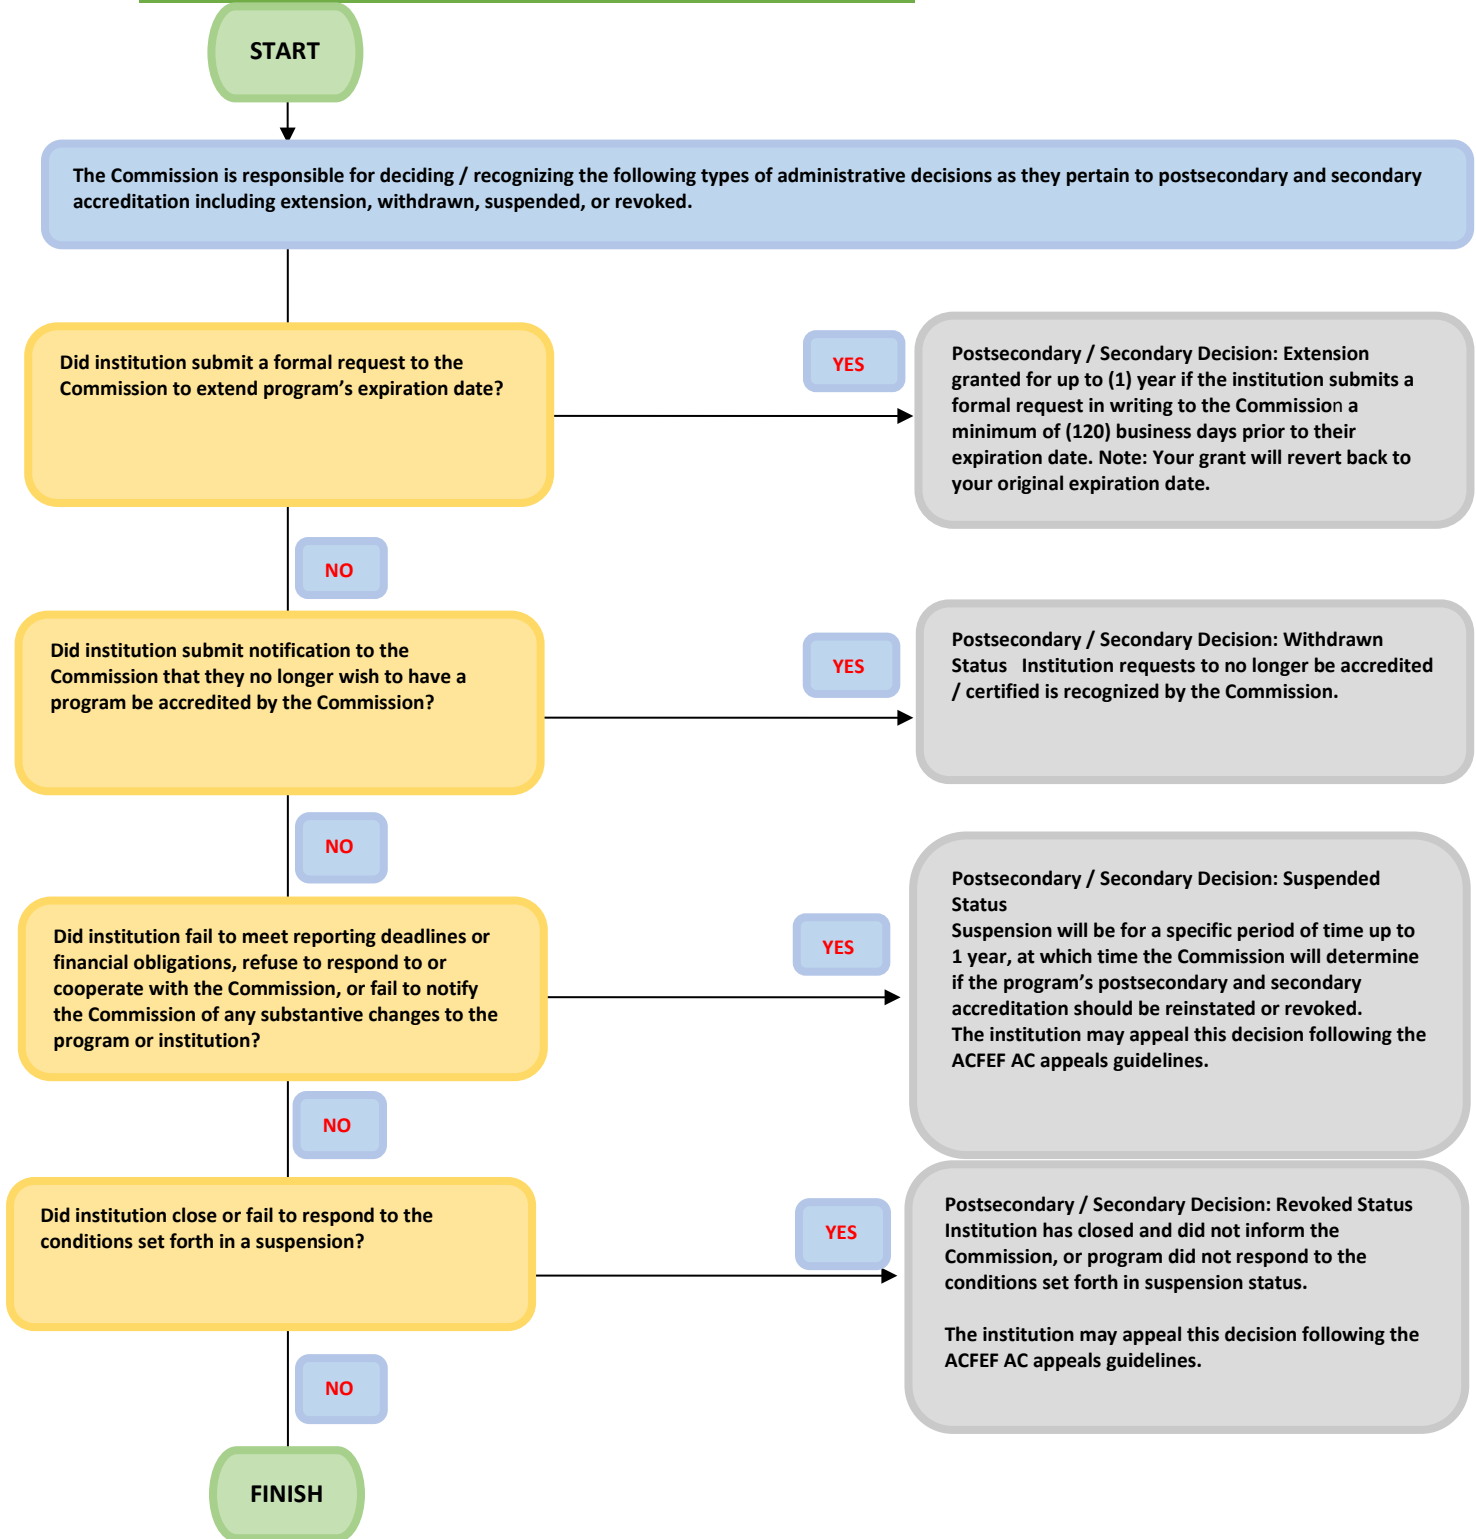 START
The Commission is responsible for deciding / recognizing the following types of administrative decisions as they pertain to postsecondary and secondary
accreditation including extension, withdrawn, suspended, or revoked.
Did institution submit a formal request to the
Commission to extend program’s expiration date?
YES
Postsecondary / Secondary Decision: Extension
granted for up to (1) year if the institution submits a
formal request in writing to the Commission a
minimum of (120) business days prior to their
expiration date. Note: Your grant will revert back to
your original expiration date.
NO
Did institution submit notification to the
Commission that they no longer wish to have a
program be accredited by the Commission?
YES
Postsecondary / Secondary Decision: Withdrawn
Status   Institution requests to no longer be accredited
/ certified is recognized by the Commission.
NO
Did institution fail to meet reporting deadlines or
financial obligations, refuse to respond to or
cooperate with the Commission, or fail to notify
the Commission of any substantive changes to the
program or institution?
YES
Postsecondary / Secondary Decision: Suspended
Status
Suspension will be for a specific period of time up to
1 year, at which time the Commission will determine
if the program’s postsecondary and secondary
accreditation should be reinstated or revoked.
The institution may appeal this decision following the
ACFEF AC appeals guidelines.
NO
Did institution close or fail to respond to the
conditions set forth in a suspension?
YES
Postsecondary / Secondary Decision: Revoked Status
Institution has closed and did not inform the
Commission, or program did not respond to the
conditions set forth in suspension status.
The institution may appeal this decision following the
ACFEF AC appeals guidelines.
NO
FINISH